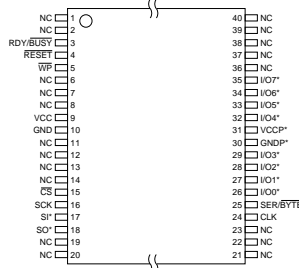 NC 1
NC 2
RDY/BUSY 3
RESET 4
WP 5
NC 6
NC 7
NC 8
VCC 9
GND 10
NC 11
NC 12
NC 13
NC 14
CS 15
SCK 16
SI* 17
SO* 18
NC 19
NC 20
40 NC
39 NC
38 NC
37 NC
36 NC
35 I/O7*
34 I/O6*
33 I/O5*
32 I/O4*
31 VCCP*
30 GNDP*
29 I/O3*
28 I/O2*
27 I/O1*
26 I/O0*
25 SER/BYTE
24 CLK
23 NC
22 NC
21 NC